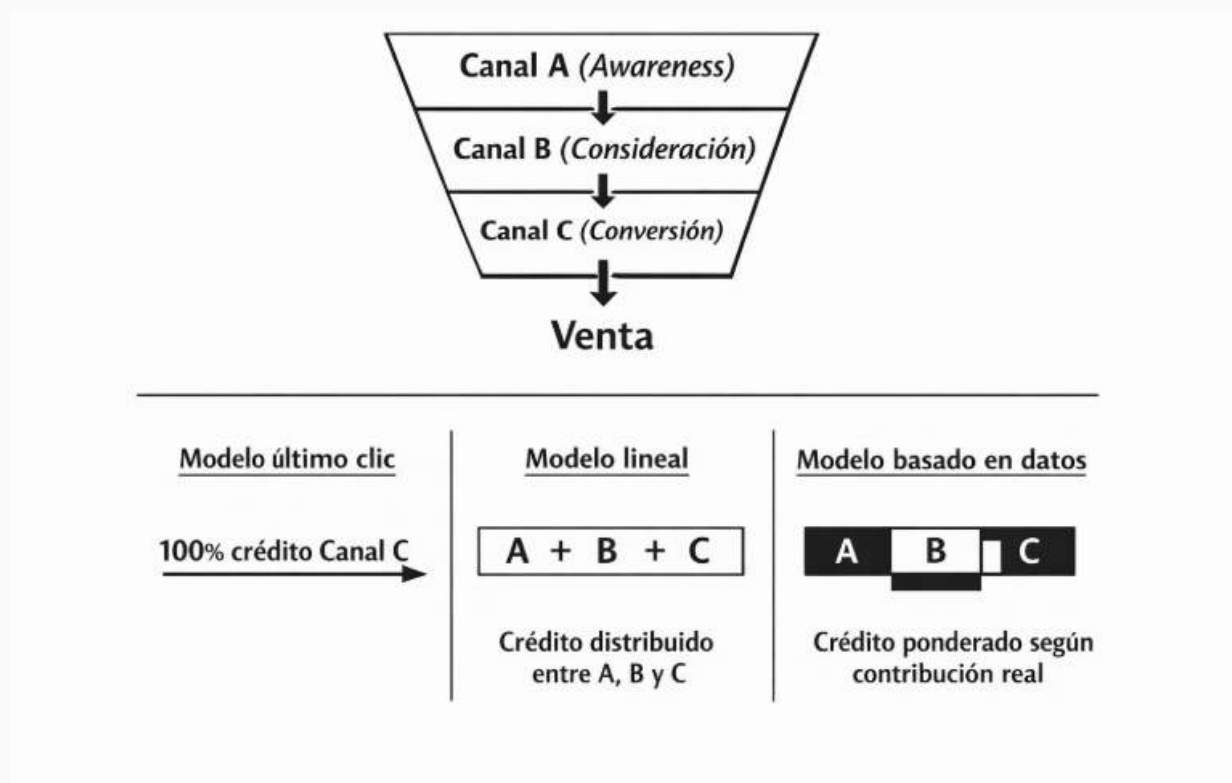 Canal A (Awareness)
Canal B (Consideración)
Canal C (Conversión)
Venta
Modelo último clic
100% crédito Canal C
Modelo lineal
A + B + C
Crédito distribuido
entre A, B y C
Modelo basado en datos
A B C
Crédito ponderado según
contribución real